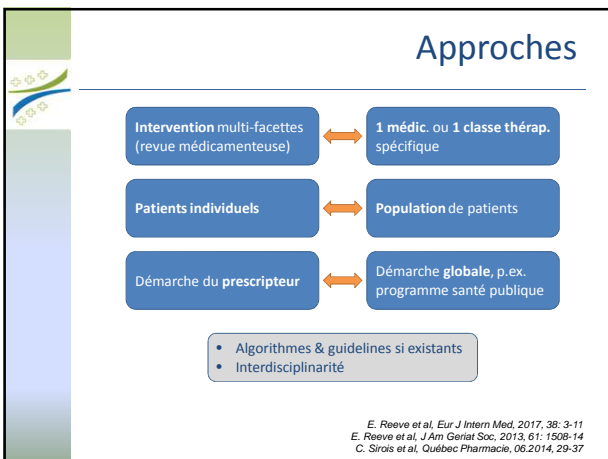 Approches
Intervention multi-facettes
(revue médicamenteuse)
1 médic. ou 1 classe thérap.
spécifique
Patients individuels
Population de patients
Démarche du prescripteur
Démarche globale, p.ex.
programme santé publique
• Algorithmes & guidelines si existants
• Interdisciplinarité
E. Reeve et al, Eur J Intern Med, 2017, 38: 3-11
E. Reeve et al, J Am Geriat Soc, 2013, 61: 1508-14
C. Sirois et al, Québec Pharmacie, 06.2014, 29-37